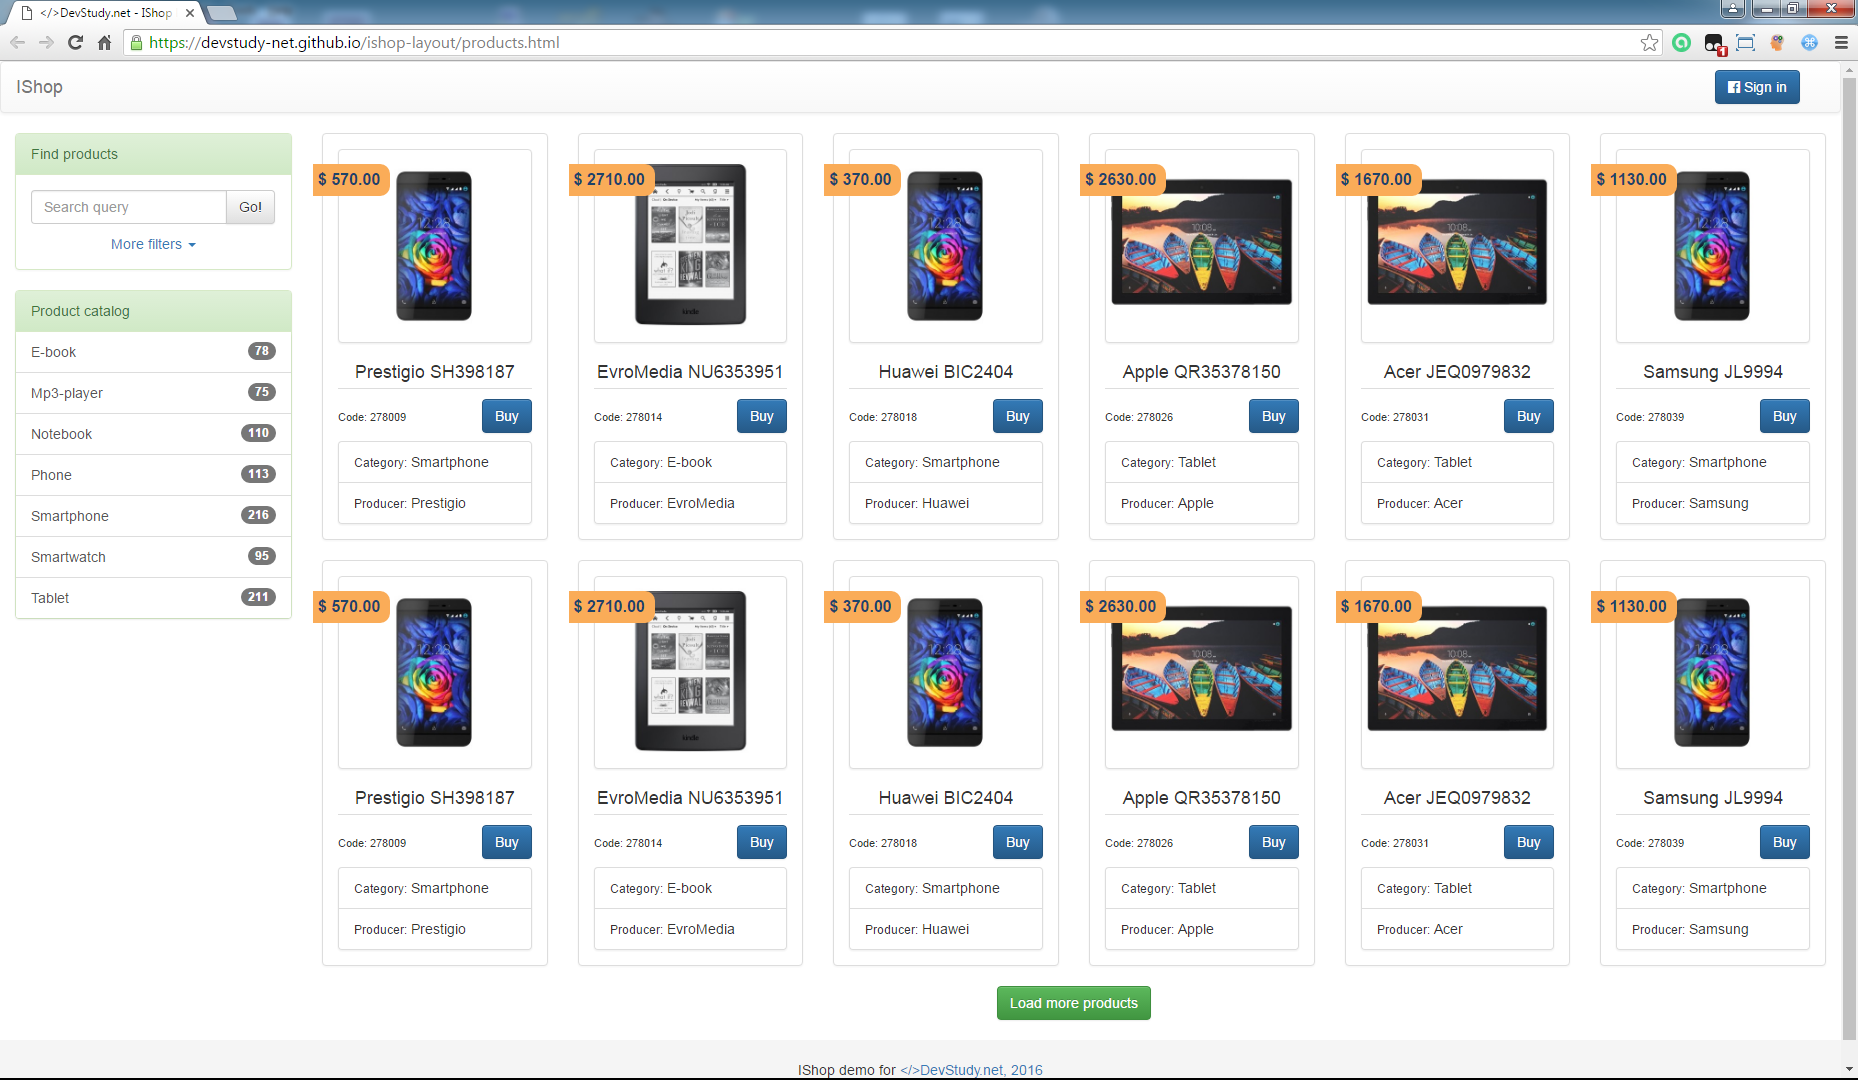 </>DevStudy.net - IShop
https://devstudy-net.github.io/ishop-layout/products.html
1
IShop
Sign in
Find products
Search query
Go!
More filters
Product catalog
E-book 78
Mp3-player 75
Notebook 110
Phone 113
Smartphone 216
Smartwatch 95
Tablet 211
$ 570.00 $ 2710.00 $ 370.00 $ 2630.00 $ 1670.00 $ 1130.00
Prestigio SH398187 EvroMedia NU6353951 Huawei BIC2404 Apple QR35378150 Acer JEQ0979832 Samsung JL9994
Code: 278009 Buy Code: 278014 Buy Code: 278018 Buy Code: 278026 Buy Code: 278031 Buy Code: 278039 Buy
Category: Smartphone Category: E-book Category: Smartphone Category: Tablet Category: Tablet Category: Smartphone
Producer: Prestigio Producer: EvroMedia Producer: Huawei Producer: Apple Producer: Acer Producer: Samsung
$ 570.00 $ 2710.00 $ 370.00 $ 2630.00 $ 1670.00 $ 1130.00
Prestigio SH398187 EvroMedia NU6353951 Huawei BIC2404 Apple QR35378150 Acer JEQ0979832 Samsung JL9994
Code: 278009 Buy Code: 278014 Buy Code: 278018 Buy Code: 278026 Buy Code: 278031 Buy Code: 278039 Buy
Category: Smartphone Category: E-book Category: Smartphone Category: Tablet Category: Tablet Category: Smartphone
Producer: Prestigio Producer: EvroMedia Producer: Huawei Producer: Apple Producer: Acer Producer: Samsung
Load more products
IShop demo for </>DevStudy.net, 2016